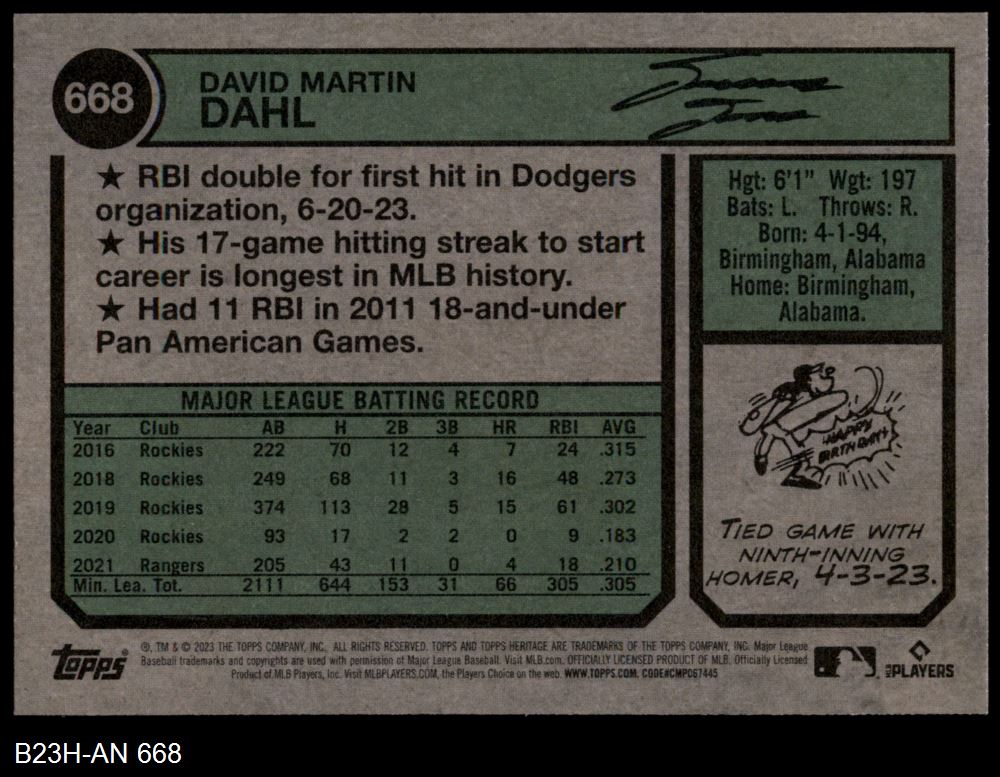 668
DAVID MARTIN
DAHL
★ RBI double for first hit in Dodgers
organization, 6-20-23.
★ His 17-game hitting streak to start
career is longest in MLB history.
★ Had 11 RBI in 2011 18-and-under
Pan American Games.
Hgt: 6'1" Wgt: 197
Bats: L. Throws: R.
Born: 4-1-94,
Birmingham, Alabama
Home: Birmingham,
Alabama.
MAJOR LEAGUE BATTING RECORD
Year Club AB H 2B 3B HR RBI AVG
2016 Rockies 222 70 12 4 7 24 .315
2018 Rockies 249 68 11 3 16 48 .273
2019 Rockies 374 113 28 5 15 61 .302
2020 Rockies 93 17 2 2 0 9 .183
2021 Rangers 205 43 11 0 4 18 .210
Min. Lea. Tot. 2111 644 153 31 66 305 .305
HAPPY
BIRTHDAY!
TIED GAME WITH
NINTH-INNING
HOMER, 4-3-23.
topps
®, TM & © 2023 THE TOPPS COMPANY, INC. ALL RIGHTS RESERVED. TOPPS AND TOPPS HERITAGE ARE TRADEMARKS OF THE TOPPS COMPANY, INC. Major League
Baseball trademarks and copyrights are used with permission of Major League Baseball. Visit MLB.com. OFFICIALLY LICENSED PRODUCT OF MLB. Officially Licensed
Product of MLB Players, Inc. Visit MLBPLAYERS.COM, the Players Choice on the web. WWW.TOPPS.COM. CODE#CMPC67445
MLB PLAYERS
B23H-AN 668